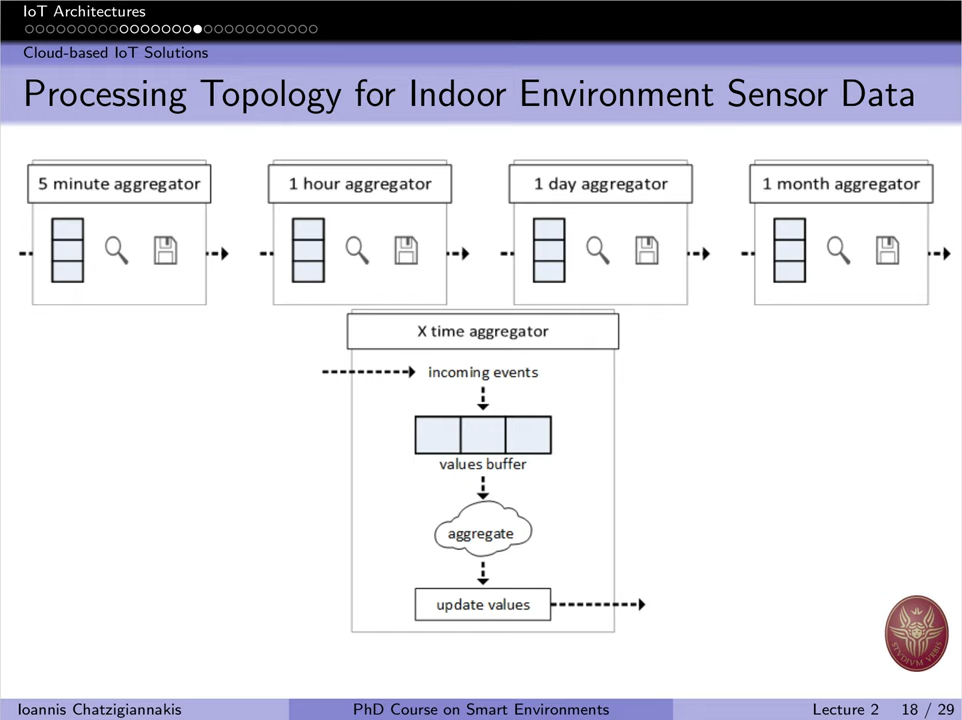 IoT Architectures
Cloud-based IoT Solutions
Processing Topology for Indoor Environment Sensor Data
5 minute aggregator
1 hour aggregator
1 day aggregator
1 month aggregator
X time aggregator
incoming events
values buffer
aggregate
update values
STVDIVM VRBIS
Ioannis Chatzigiannakis
PhD Course on Smart Environments
Lecture 2
18 / 29